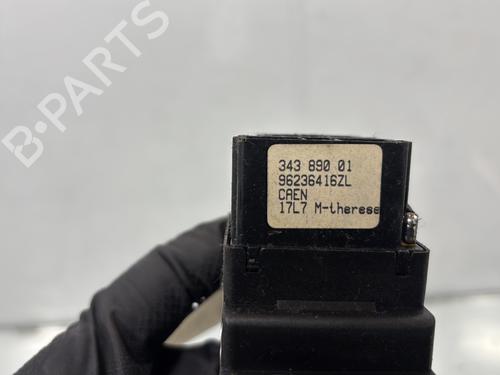 B-PARTS
343 890 01
96236416ZL
CAEN
17L7 M-therese